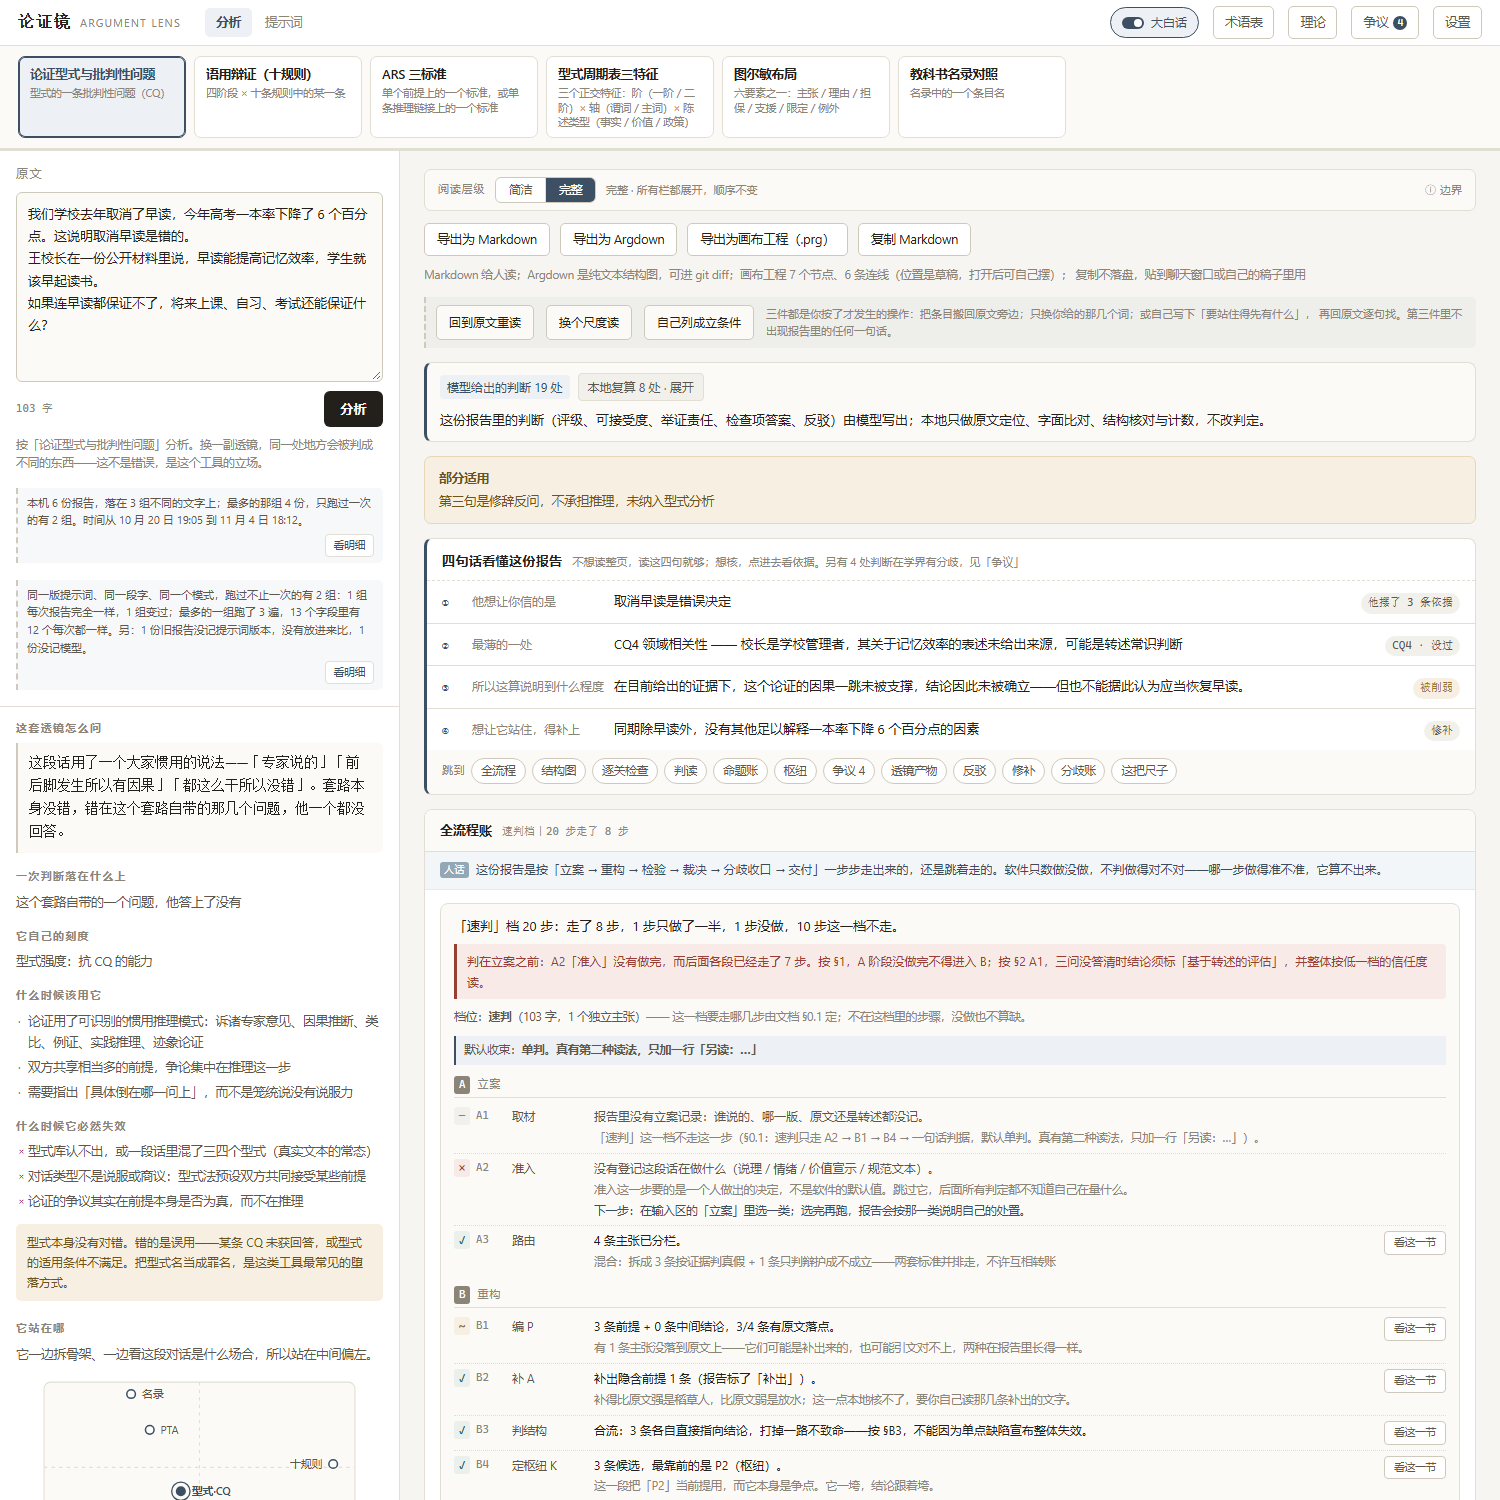 论证镜 ARGUMENT LENS 分析 提示词 大白话 术语表 理论 争议 4 设置
论证型式与批判性问题
型式的一条批判性问题（CQ）
语用辩证（十规则）
四阶段 × 十条规则中的某一条
ARS 三标准
单个前提上的一个标准，或单
条推理链接上的一个标准
型式周期表三特征
三个正交特征：阶（一阶 / 二
阶）× 轴（谓词 / 主词）× 陈
述类型（事实 / 价值 / 政策）
图尔敏布局
六要素之一：主张 / 理由 / 担
保 / 支援 / 限定 / 例外
教科书名录对照
名录中的一个条目名
原文
我们学校去年取消了早读，今年高考一本率下降了 6 个百分
点。这说明取消早读是错的。
王校长在一份公开材料里说，早读能提高记忆效率，学生就
该早起读书。
如果连早读都保证不了，将来上课、自习、考试还能保证什
么？
103 字
分析
按「论证型式与批判性问题」分析。换一副透镜，同一处地方会被判成
不同的东西——这不是错误，是这个工具的立场。
本机 6 份报告，落在 3 组不同的文字上；最多的那组 4 份，只跑过一次
的有 2 组。时间从 10 月 20 日 19:05 到 11 月 4 日 18:12。
看明细
同一版提示词、同一段字、同一个模式，跑过不止一次的有 2 组：1 组
每次报告完全一样，1 组变过；最多的一组跑了 3 遍，13 个字段里有
12 个每次都一样。另：1 份旧报告没记提示词版本，没有放进来比，1
份没记模型。
看明细
这套透镜怎么问
这段话用了一个大家惯用的说法——「专家说的」「前
后脚发生所以有因果」「都这么干所以没错」。套路本
身没错，错在这个套路自带的那几个问题，他一个都没
回答。
一次判断落在什么上
这个套路自带的一个问题，他答上了没有
它自己的刻度
型式强度：抗 CQ 的能力
什么时候该用它
· 论证用了可识别的惯用推理模式：诉诸专家意见、因果推断、类
比、例证、实践推理、迹象论证
· 双方共享相当多的前提，争论集中在推理这一步
· 需要指出「具体倒在哪一问上」，而不是笼统说没有说服力
什么时候它必然失效
× 型式库认不出，或一段话里混了三四个型式（真实文本的常态）
× 对话类型不是说服或商议：型式法预设双方共同接受某些前提
× 论证的争议其实在前提本身是否为真，而不在推理
型式本身没有对错。错的是误用——某条 CQ 未获回答，或型式
的适用条件不满足。把型式名当成罪名，是这类工具最常见的堕
落方式。
它站在哪
它一边拆骨架、一边看这段对话是什么场合，所以站在中间偏左。
名录
PTA
十规则
型式·CQ
阅读层级 简洁 完整 完整 · 所有栏都展开，顺序不变 ⓘ 边界
导出为 Markdown 导出为 Argdown 导出为画布工程（.prg） 复制 Markdown
Markdown 给人读；Argdown 是纯文本结构图，可进 git diff；画布工程 7 个节点、6 条连线（位置是草稿，打开后可自己摆）； 复制不落盘，贴到聊天窗口或自己的稿子里用
回到原文重读 换个尺度读 自己列成立条件
三件都是你按了才发生的操作：把条目搬回原文旁边；只换你给的那几个词；或自己写下「要站住得先有什么」，再回原文逐句找。第三件里不
出现报告里的任何一句话。
模型给出的判断 19 处 本地复算 8 处 · 展开
这份报告里的判断（评级、可接受度、举证责任、检查项答案、反驳）由模型写出；本地只做原文定位、字面比对、结构核对与计数，不改判定。
部分适用
第三句是修辞反问，不承担推理，未纳入型式分析
四句话看懂这份报告 不想读整页，读这四句就够；想核，点进去看依据。另有 4 处判断在学界有分歧，见「争议」
① 他想让你信的是 取消早读是错误决定 他摆了 3 条依据
② 最薄的一处 CQ4 领域相关性 —— 校长是学校管理者，其关于记忆效率的表述未给出来源，可能是转述常识判断 CQ4 · 没过
③ 所以这算说明到什么程度 在目前给出的证据下，这个论证的因果一跳未被支撑，结论因此未被确立——但也不能据此认为应当恢复早读。 被削弱
④ 想让它站住，得补上 同期除早读外，没有其他足以解释一本率下降 6 个百分点的因素 修补
跳到 全流程 结构图 逐关检查 判读 命题账 枢纽 争议 4 透镜产物 反驳 修补 分歧账 这把尺子
全流程账 速判档｜20 步走了 8 步
人话 这份报告是按「立案 → 重构 → 检验 → 裁决 → 分歧收口 → 交付」一步步走出来的，还是跳着走的。软件只数做没做，不判做得对不对——哪一步做得准不准，它算不出来。
「速判」档 20 步：走了 8 步，1 步只做了一半，1 步没做，10 步这一档不走。
判在立案之前：A2「准入」没有做完，而后面各段已经走了 7 步。按 §1，A 阶段没做完不得进入 B；按 §2 A1，三问没答清时结论须标「基于转述的评估」，并整体按低一档的信任度
读。
档位：速判（103 字，1 个独立主张）—— 这一档要走哪几步由文档 §0.1 定；不在这档里的步骤，没做也不算缺。
默认收束：单判。真有第二种读法，只加一行「另读：…」
A 立案
— A1 取材 报告里没有立案记录：谁说的、哪一版、原文还是转述都没记。
「速判」这一档不走这一步（§0.1：速判只走 A2 → B1 → B4 → 一句话判据，默认单判。真有第二种读法，只加一行「另读：…」）。
× A2 准入 没有登记这段话在做什么（说理 / 情绪 / 价值宣示 / 规范文本）。
准入这一步要的是一个人做出的决定，不是软件的默认值。跳过它，后面所有判定都不知道自己在量什么。
下一步：在输入区的「立案」里选一类；选完再跑，报告会按那一类说明自己的处置。
✓ A3 路由 4 条主张已分栏。 看这一节
混合：拆成 3 条按证据判真假 + 1 条只判辩护成不成立——两套标准并排走，不许互相转账
B 重构
~ B1 编 P 3 条前提 + 0 条中间结论，3/4 条有原文落点。 看这一节
有 1 条主张没落到原文上——它们可能是补出来的，也可能引文对不上，两种在报告里长得一样。
✓ B2 补 A 补出隐含前提 1 条（报告标了「补出」）。 看这一节
补得比原文强是稻草人，比原文弱是放水；这一点本地核不了，要你自己读那几条补出的文字。
✓ B3 判结构 合流：3 条各自直接指向结论，打掉一路不致命——按 §B3，不能因为单点缺陷宣布整体失效。 看这一节
✓ B4 定枢纽 K 3 条候选，最靠前的是 P2（枢纽）。 看这一节
这一段把「P2」当前提用，而它本身是争点。它一垮，结论跟着垮。